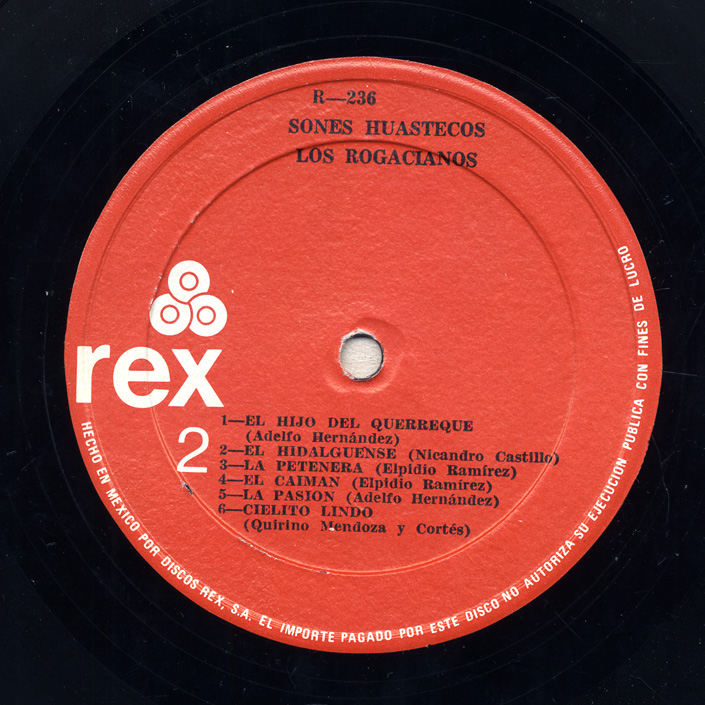 R—236
SONES HUASTECOS
LOS ROGACIANOS
rex
2
1—EL HIJO DEL QUERREQUE
(Adelfo Hernández)
2—EL HIDALGUENSE (Nicandro Castillo)
3—LA PETENERA (Elpidio Ramírez)
4—EL CAIMAN (Elpidio Ramírez)
5—LA PASION (Adelfo Hernández)
6—CIELITO LINDO
(Quirino Mendoza y Cortés)
HECHO EN MEXICO POR DISCOS REX, S.A. EL IMPORTE PAGADO POR ESTE DISCO NO AUTORIZA SU EJECUCION PUBLICA CON FINES DE LUCRO